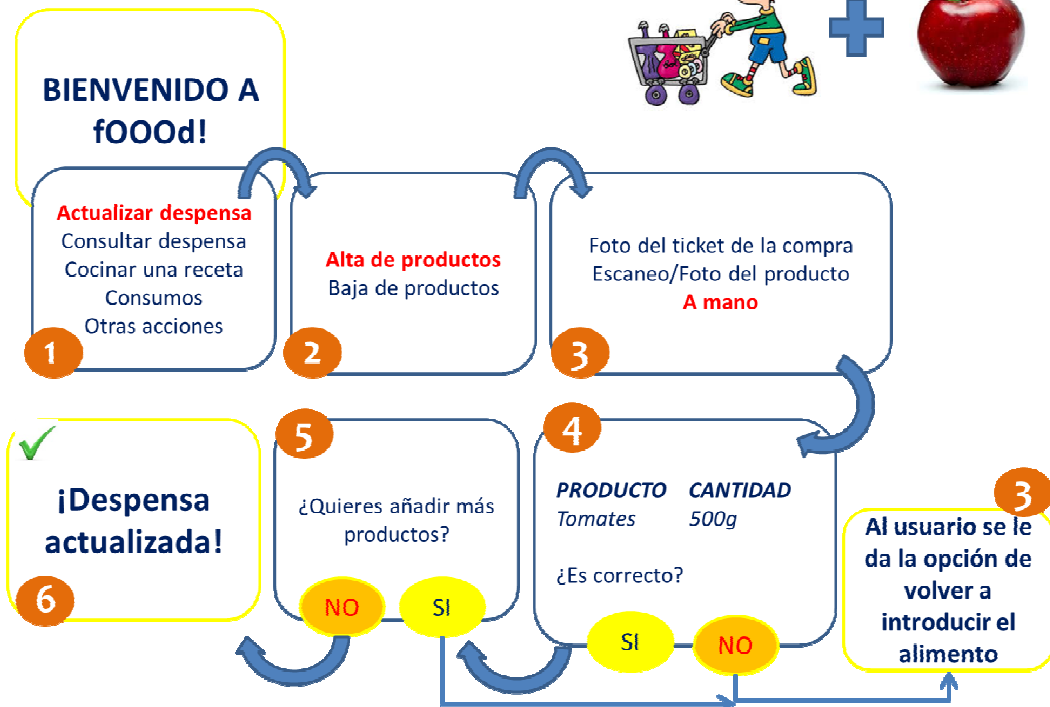 BIENVENIDO A
fOOOd!
Actualizar despensa
Consultar despensa
Cocinar una receta
Consumos
Otras acciones
1
Alta de productos
Baja de productos
2
Foto del ticket de la compra
Escaneo/Foto del producto
A mano
3
4
PRODUCTO CANTIDAD
Tomates 500g
¿Es correcto?
SI
NO
3
Al usuario se le
da la opción de
volver a
introducir el
alimento
5
¿Quieres añadir más
productos?
NO
SI
¡Despensa
actualizada!
6